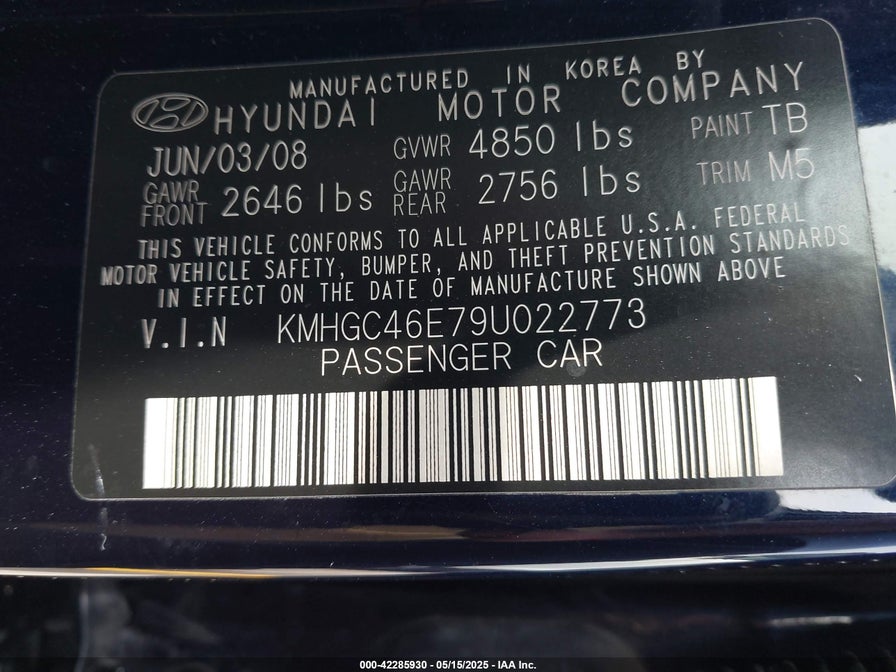 MANUFACTURED IN KOREA BY
HYUNDAI MOTOR COMPANY
JUN/03/08 GVWR 4850 lbs PAINT TB
GAWR FRONT 2646 lbs GAWR REAR 2756 lbs TRIM M5
THIS VEHICLE CONFORMS TO ALL APPLICABLE U.S.A. FEDERAL
MOTOR VEHICLE SAFETY, BUMPER, AND THEFT PREVENTION STANDARDS
IN EFFECT ON THE DATE OF MANUFACTURE SHOWN ABOVE
V.I.N KMHGC46E79U022773
PASSENGER CAR
000-42285930 - 05/15/2025 - IAA Inc.